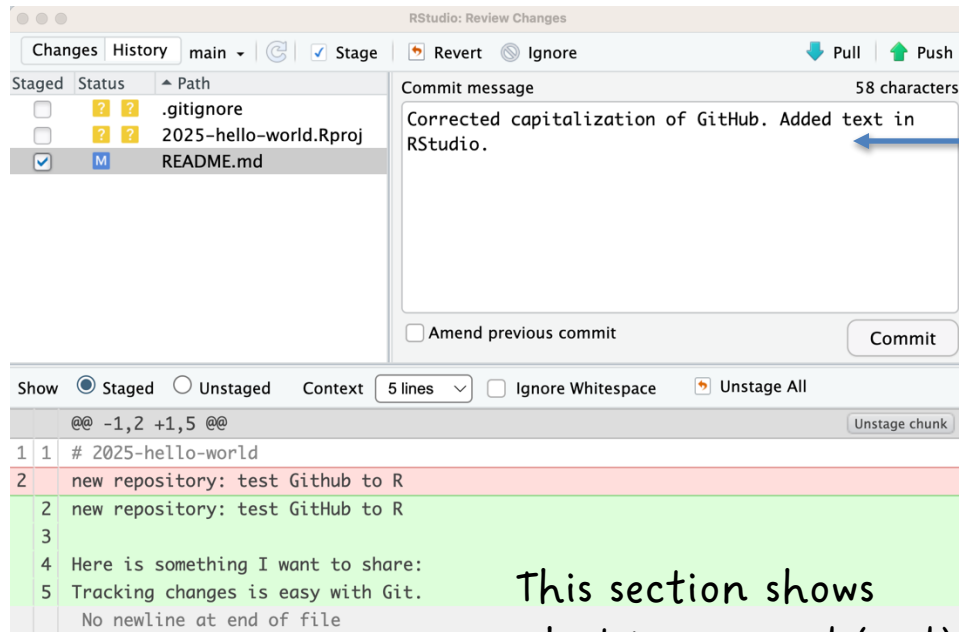 RStudio: Review Changes
Changes History main Stage Revert Ignore Pull Push
Staged Status Path
? ? .gitignore
? ? 2025-hello-world.Rproj
M README.md
Commit message 58 characters
Corrected capitalization of GitHub. Added text in
RStudio.
Amend previous commit
Commit
Show Staged Unstaged Context 5 lines Ignore Whitespace Unstage All
@@ -1,2 +1,5 @@ Unstage chunk
1 1 # 2025-hello-world
2 new repository: test Github to R
2 new repository: test GitHub to R
3
4 Here is something I want to share:
5 Tracking changes is easy with Git.
No newline at end of file
This section shows